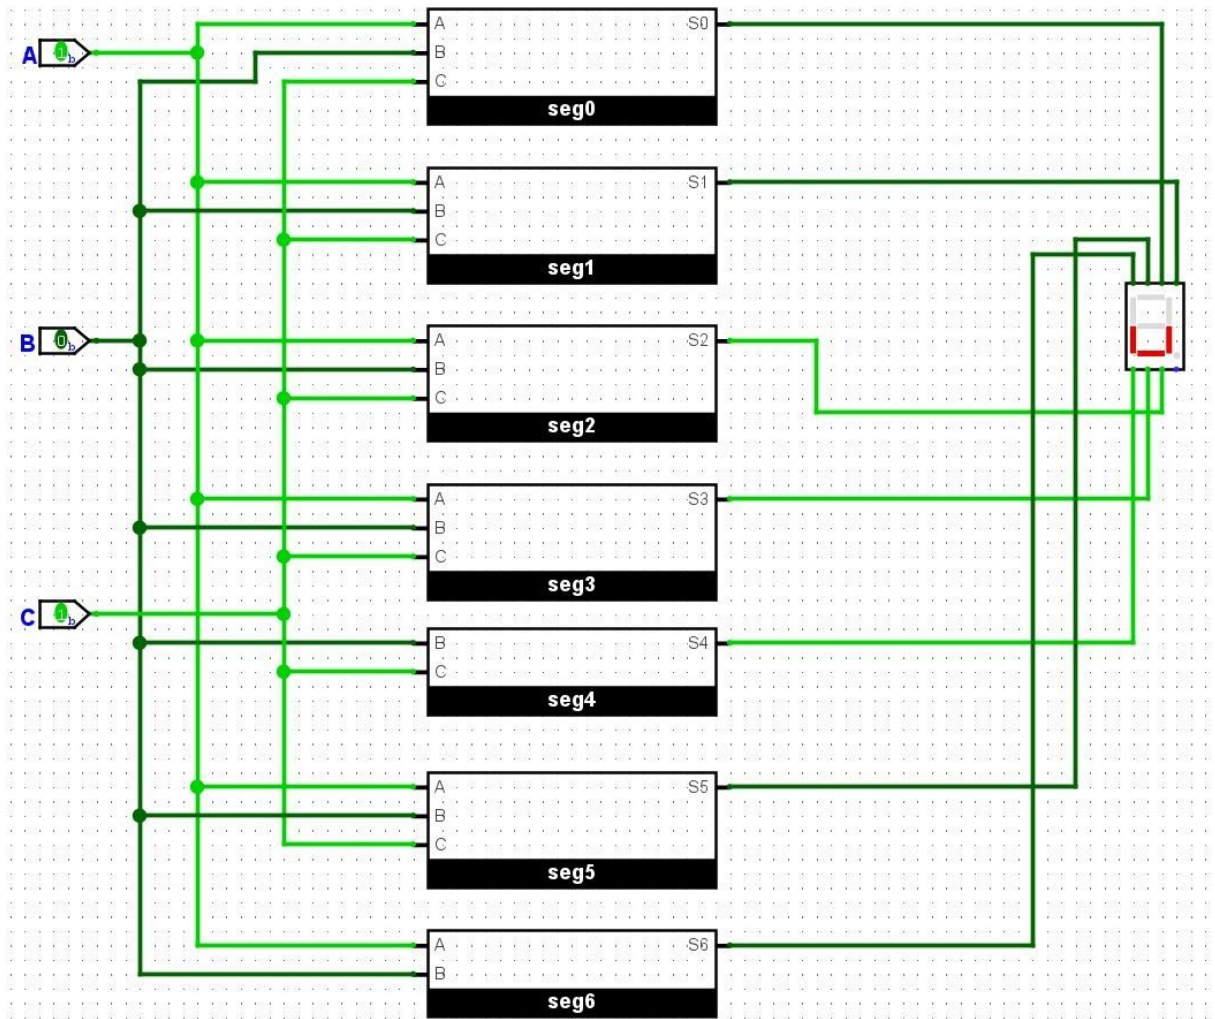 A 1 b
B 0 b
C 1 b
A S0
B
C
seg0
A S1
B
C
seg1
A S2
B
C
seg2
A S3
B
C
seg3
B S4
C
seg4
A S5
B
C
seg5
A S6
B
seg6